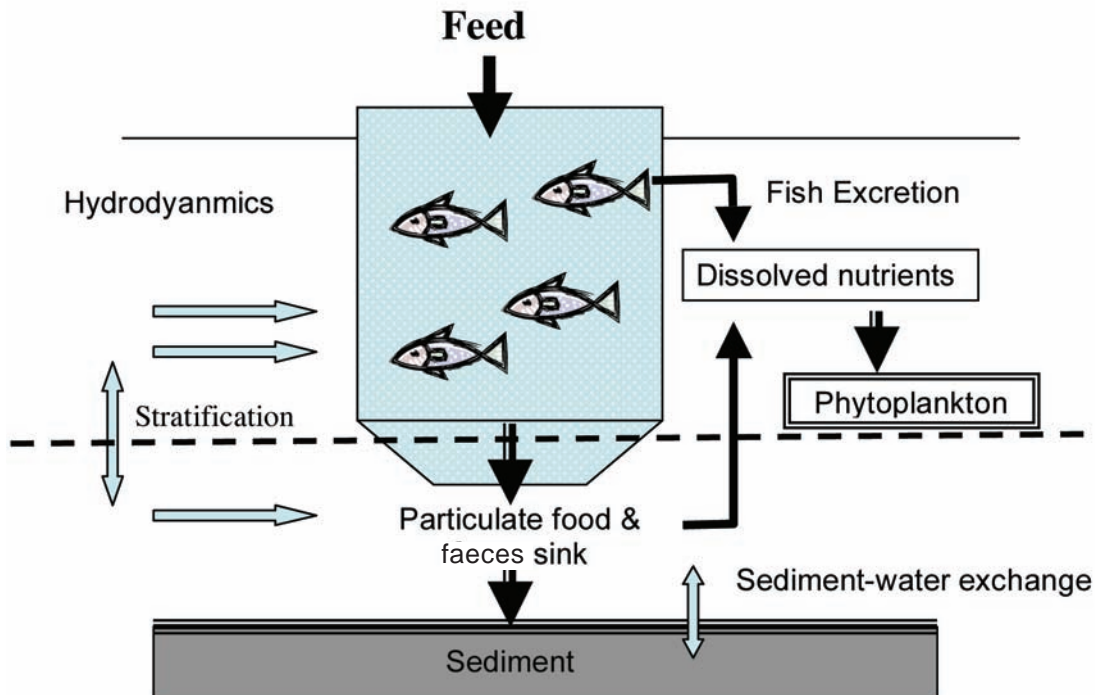 Feed
Hydrodyanmics
Fish Excretion
Dissolved nutrients
Phytoplankton
Stratification
Particulate food &
faeces sink
Sediment-water exchange
Sediment